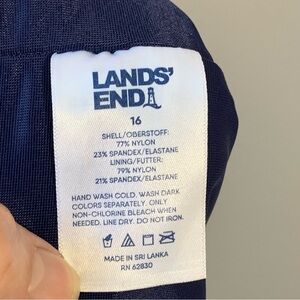 LANDS'
END
16
SHELL/OBERSTOFF:
77% NYLON
23% SPANDEX/ELASTANE
LINING/FUTTER:
79% NYLON
21% SPANDEX/ELASTANE
HAND WASH COLD, WASH DARK
COLORS SEPARATELY. ONLY
NON-CHLORINE BLEACH WHEN
NEEDED. LINE DRY. DO NOT IRON.
MADE IN SRI LANKA
RN 62830